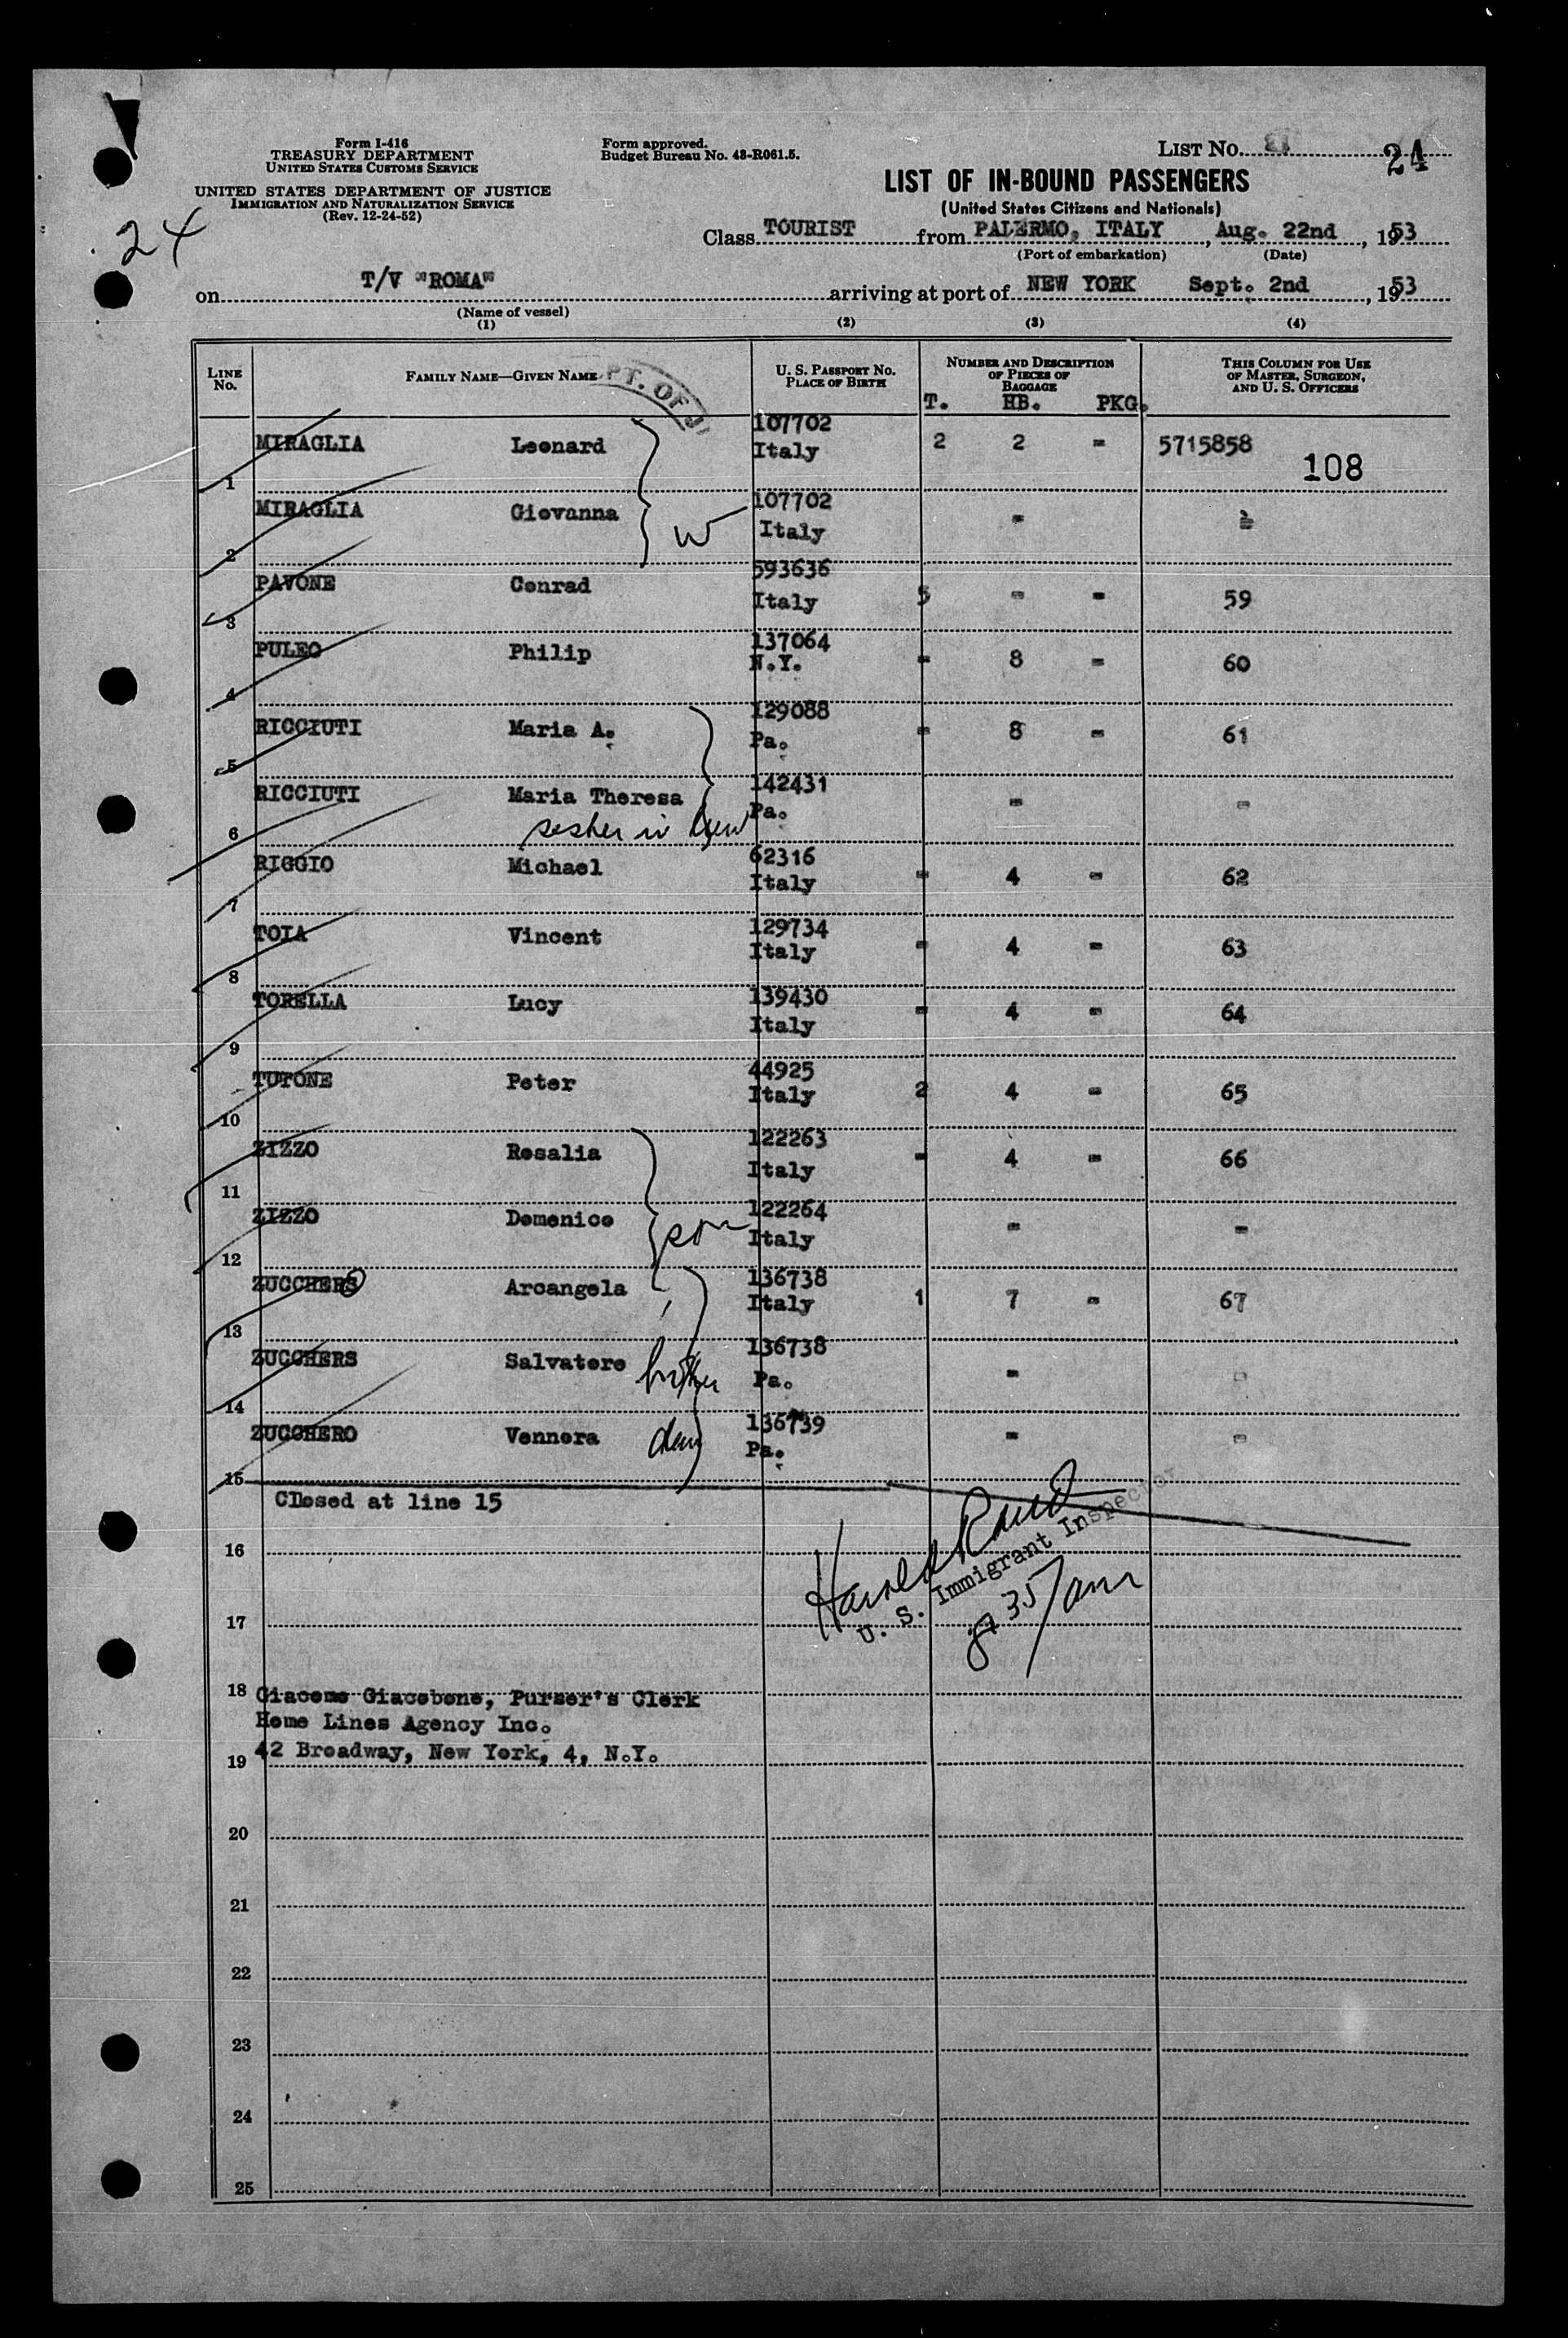 Form I-416
TREASURY DEPARTMENT
UNITED STATES CUSTOMS SERVICE
UNITED STATES DEPARTMENT OF JUSTICE
IMMIGRATION AND NATURALIZATION SERVICE
(Rev. 12-24-52)
24
Form approved.
Budget Bureau No. 43-R061.5.
LIST No. 24
LIST OF IN-BOUND PASSENGERS
(United States Citizens and Nationals)
Class TOURIST from PALERMO, ITALY, Aug. 22nd, 1953
(Port of embarkation) (Date)
on T/V "ROMA" arriving at port of NEW YORK Sept. 2nd, 1953
(Name of vessel)
(1) (2) (3) (4)
LINE No. FAMILY NAME—GIVEN NAME U. S. PASSPORT NO. PLACE OF BIRTH NUMBER AND DESCRIPTION OF PIECES OF BAGGAGE THIS COLUMN FOR USE OF MASTER, SURGEON, AND U. S. OFFICERS
T. HB. PKG.
PT. OF J
1 MIRAGLIA Leonard 107702 Italy 2 2 - 5715858 108
2 MIRAGLIA Giovanna W 107702 Italy - -
3 PAVONE Conrad 593636 Italy 5 - - 59
4 PULEO Philip 137064 N.Y. - 8 - 60
5 RICCIUTI Maria A. 129088 Pa. - 8 - 61
6 RICCIUTI Maria Theresa 142431 Pa. - -
sister in law
7 RIGGIO Michael 62316 Italy - 4 - 62
8 TOIA Vincent 129734 Italy - 4 - 63
9 TORELLA Lucy 139430 Italy - 4 - 64
10 TUTONE Peter 44925 Italy 2 4 - 65
11 ZIZZO Rosalia 122263 Italy - 4 - 66
12 ZIZZO Domenico son 122264 Italy - -
13 ZUCCHERO Arcangela 136738 Italy 1 7 - 67
14 ZUCCHERS Salvatore 136738 Pa. - -
15 ZUCCHERO Vennera 136739 Pa. - -
Closed at line 15
Harold
U. S. Immigrant Inspector
8 35/am
16
17
18 Giacomo Giacobone, Purser's Clerk
Home Lines Agency Inc.
19 42 Broadway, New York, 4, N.Y.
20
21
22
23
24
25